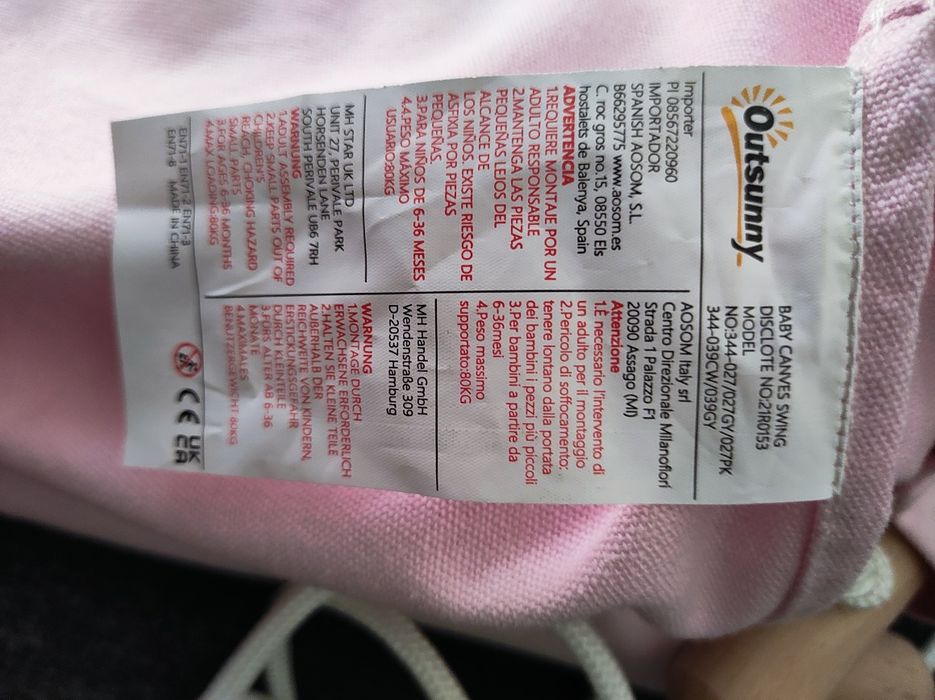 Outsunny
BABY CANVES SWING
DISCLOTE NO:21R0153
MODEL
NO:344-027/027GY/027PK
344-039CW/039GY
Importer
PI 0856722O960
IMPORTADOR
SPANISH AOSOM, S.L.
B66295775 www.aosom.es
C. roc gros no.15, 08550 Els
hostalets de Balenya, Spain
ADVERTENCIA
1.REQUIERE MONTAJE POR UN
ADULTO RESPONSABLE
2.MANTENGA LAS PIEZAS
PEQUEÑAS LEJOS DEL
ALCANCE DE
LOS NIÑOS. EXISTE RIESGO DE
ASFIXIA POR PIEZAS
PEQUEÑAS.
3.PARA NIÑOS DE 6-36 MESES
4.PESO MÁXIMO
USUARIO:80KG
AOSOM Italy srl
Centro Direzionale Milanofiori
Strada 1 Palazzo F1
20090 Assago (MI)
Attenzione
1.È necessario l'intervento di
un adulto per il montaggio
2.Pericolo di soffocamento:
tenere lontano dalla portata
dei bambini i pezzi più piccoli
3.Per bambini a partire da
6-36mesi
4.Peso massimo
supportato:80KG
MH STAR UK LTD
UNIT 27, PERIVALE PARK
HORSENDEN LANE
SOUTH PERIVALE UB6 7RH
WARNUNG
1.ADULT ASSEMBLY REQUIRED
2.KEEP SMALL PARTS OUT OF
CHILDREN'S
REACH, CHOKING HAZARD
SMALL PARTS
3.FOR AGES 6-36 MONTHS
4.MAX LOADING:80KG
MH Handel GmbH
Wendenstraße 309
D-20537 Hamburg
WARNUNG
1.MONTAGE DURCH
ERWACHSENE ERFORDERLICH
2.HALTEN SIE KLEINE TEILE
AUßERHALB DER
REICHWEITE VON KINDERN,
ERSTICKUNGSGEFAHR
DURCH KLEINTEILE
3.FÜRS ALTER AB 6-36
MONATE
4.MAXIMALES
BENUTZERGEWICHT:80KG
EN71-1 EN71-2 EN71-3
EN71-8 MADE IN CHINA
0-3
CE
UK
CA